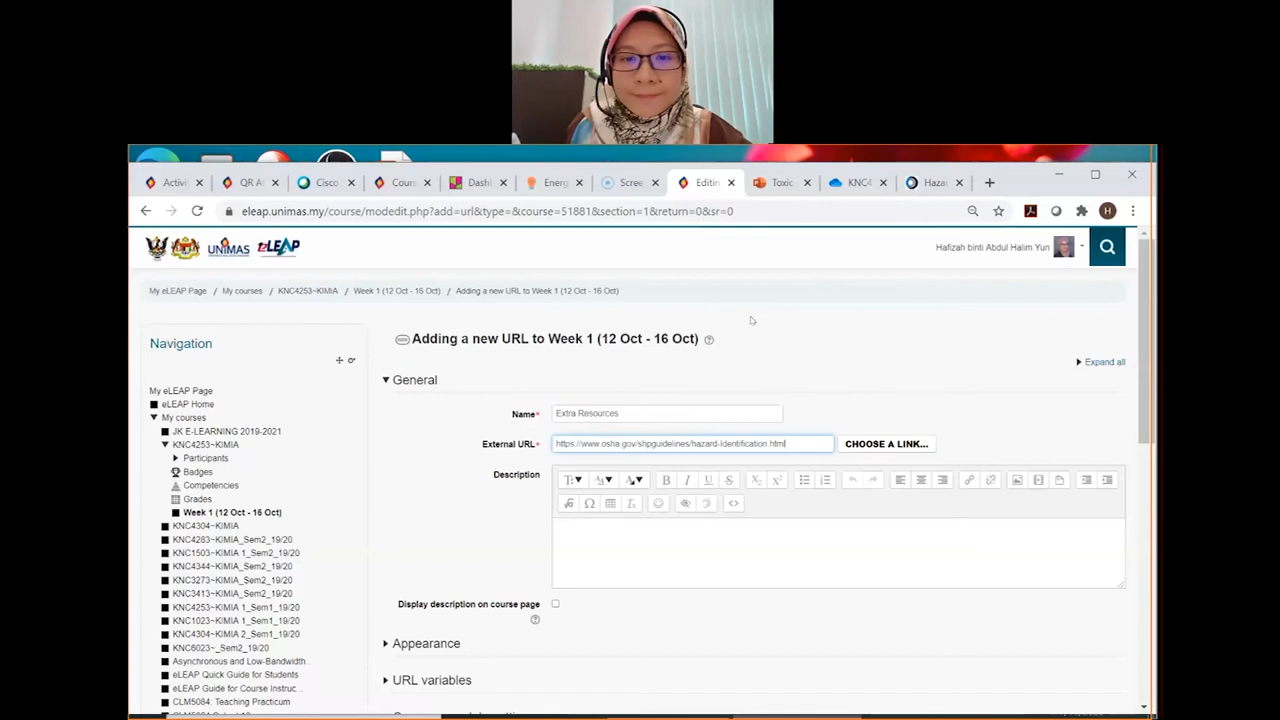 Activi
QR A
Cisco
Cours
Dashl
Energ
Scree
Editin
Toxic
KNC4
Hazar
eleap.unimas.my/course/modedit.php?add=url&type=&course=51881&section=1&return=0&sr=0
H
UNIMAS
eLEAP
Hafizah binti Abdul Halim Yun
My eLEAP Page / My courses / KNC4253~KIMIA / Week 1 (12 Oct - 16 Oct) / Adding a new URL to Week 1 (12 Oct - 16 Oct)
Navigation
My eLEAP Page
eLEAP Home
My courses
JK E-LEARNING 2019-2021
KNC4253~KIMIA
Participants
Badges
Competencies
Grades
Week 1 (12 Oct - 16 Oct)
KNC4304~KIMIA
KNC4283~KIMIA_Sem2_19/20
KNC1503~KIMIA 1_Sem2_19/20
KNC4344~KIMIA_Sem2_19/20
KNC3273~KIMIA_Sem2_19/20
KNC3413~KIMIA_Sem2_19/20
KNC4253~KIMIA 1_Sem1_19/20
KNC1023~KIMIA 1_Sem1_19/20
KNC4304~KIMIA 2_Sem1_19/20
KNC6023~_Sem2_19/20
Asynchronous and Low-Bandwidth...
eLEAP Quick Guide for Students
eLEAP Guide for Course Instruc...
CLM5084: Teaching Practicum
Adding a new URL to Week 1 (12 Oct - 16 Oct)
Expand all
General
Name*
Extra Resources
External URL*
https://www.osha.gov/shpguidelines/hazard-Identification.html
CHOOSE A LINK...
Description
Display description on course page
Appearance
URL variables